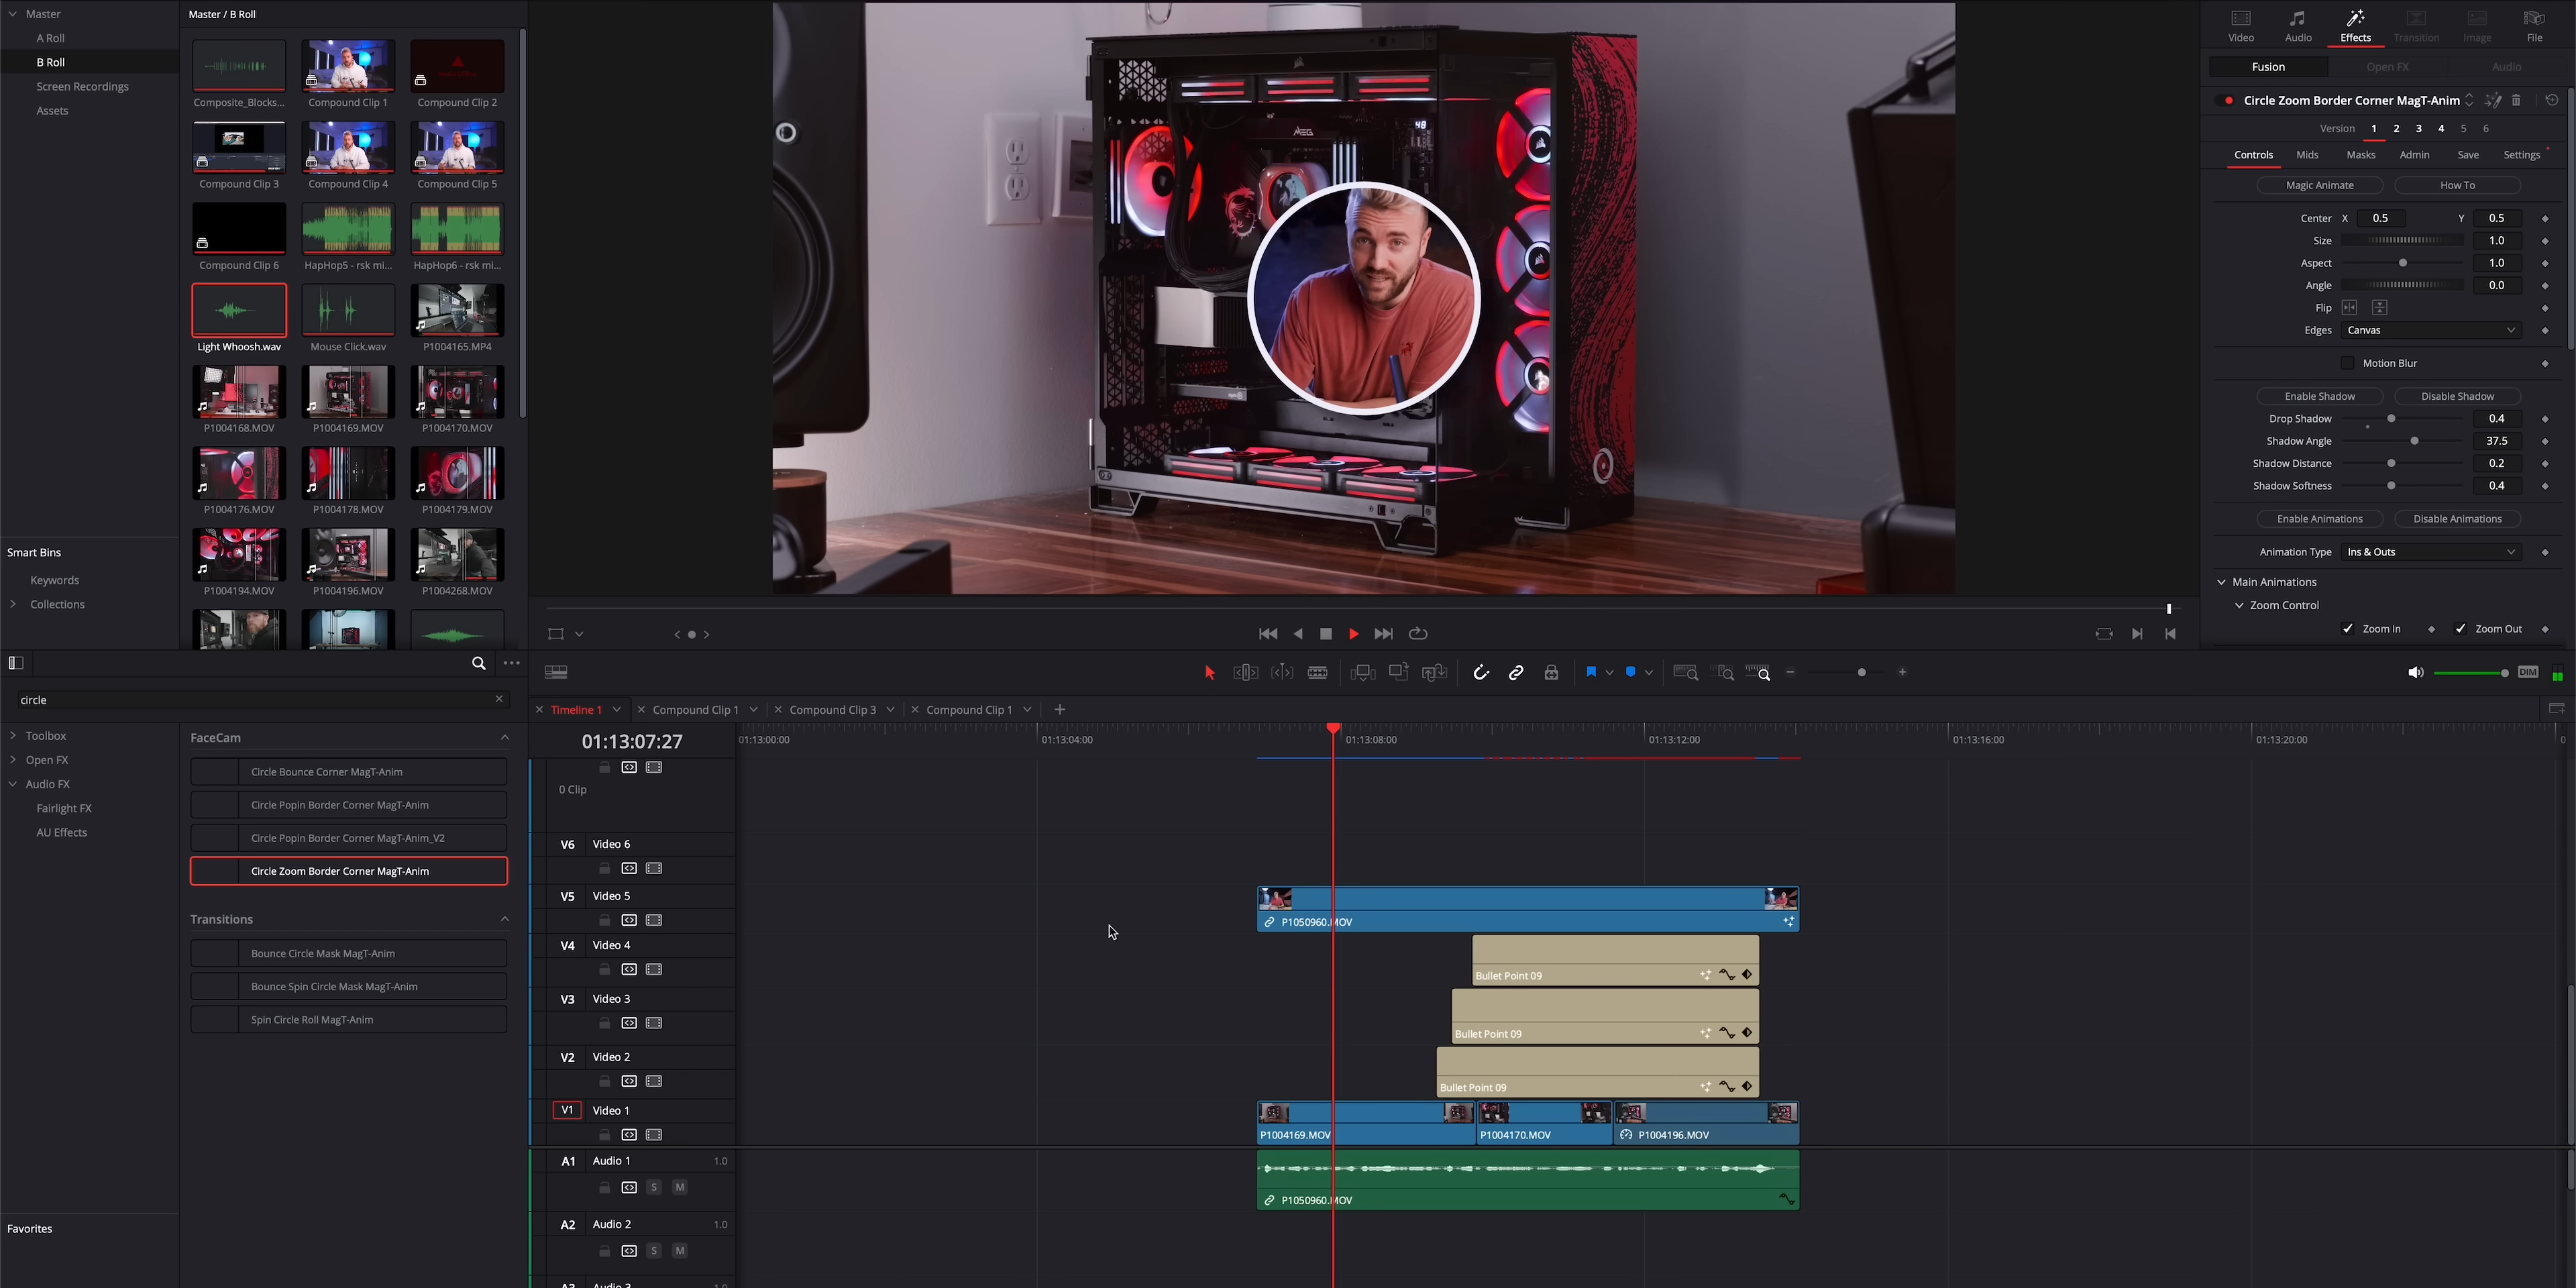 Master
A Roll
B Roll
Screen Recordings
Assets
Smart Bins
Keywords
Collections
Master / B Roll
Composite_Blocks...
Compound Clip 1
Compound Clip 2
Compound Clip 3
Compound Clip 4
Compound Clip 5
Compound Clip 6
HapHop5 - rsk mi...
HapHop6 - rsk mi...
Light Whoosh.wav
Mouse Click.wav
P1004165.MP4
P1004168.MOV
P1004169.MOV
P1004170.MOV
P1004176.MOV
P1004178.MOV
P1004179.MOV
P1004194.MOV
P1004196.MOV
P1004268.MOV
MEG
48
Video
Audio
Effects
Transition
Image
File
Fusion
Open FX
Audio
Circle Zoom Border Corner MagT-Anim
Version 1 2 3 4 5 6
Controls Mids Masks Admin Save Settings
Magic Animate
How To
Center X 0.5 Y 0.5
Size 1.0
Aspect 1.0
Angle 0.0
Flip
Edges Canvas
Motion Blur
Enable Shadow
Disable Shadow
Drop Shadow 0.4
Shadow Angle 37.5
Shadow Distance 0.2
Shadow Softness 0.4
Enable Animations
Disable Animations
Animation Type Ins & Outs
Main Animations
Zoom Control
Zoom In
Zoom Out
DIM
circle
Toolbox
Open FX
Audio FX
Fairlight FX
AU Effects
Favorites
FaceCam
Circle Bounce Corner MagT-Anim
Circle Popin Border Corner MagT-Anim
Circle Popin Border Corner MagT-Anim_V2
Circle Zoom Border Corner MagT-Anim
Transitions
Bounce Circle Mask MagT-Anim
Bounce Spin Circle Mask MagT-Anim
Spin Circle Roll MagT-Anim
Timeline 1
Compound Clip 1
Compound Clip 3
Compound Clip 1
01:13:07:27
01:13:00:00
01:13:04:00
01:13:08:00
01:13:12:00
01:13:16:00
01:13:20:00
0
0 Clip
V6 Video 6
V5 Video 5
P1050960.MOV
V4 Video 4
Bullet Point 09
V3 Video 3
Bullet Point 09
V2 Video 2
Bullet Point 09
V1 Video 1
P1004169.MOV
P1004170.MOV
P1004196.MOV
A1 Audio 1 1.0
S M
P1050960.MOV
A2 Audio 2 1.0
S M
A3 Audio 3 1.0